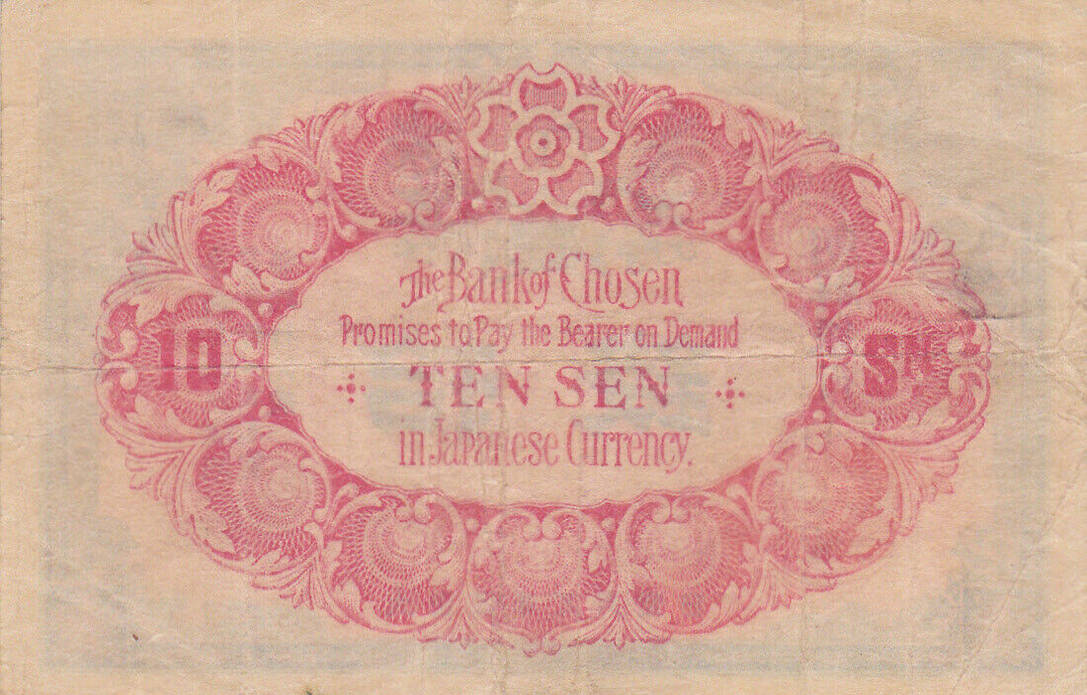 The Bank of Chosen
Promises to Pay the Bearer on Demand
10
TEN SEN
SN
in Japanese Currency.